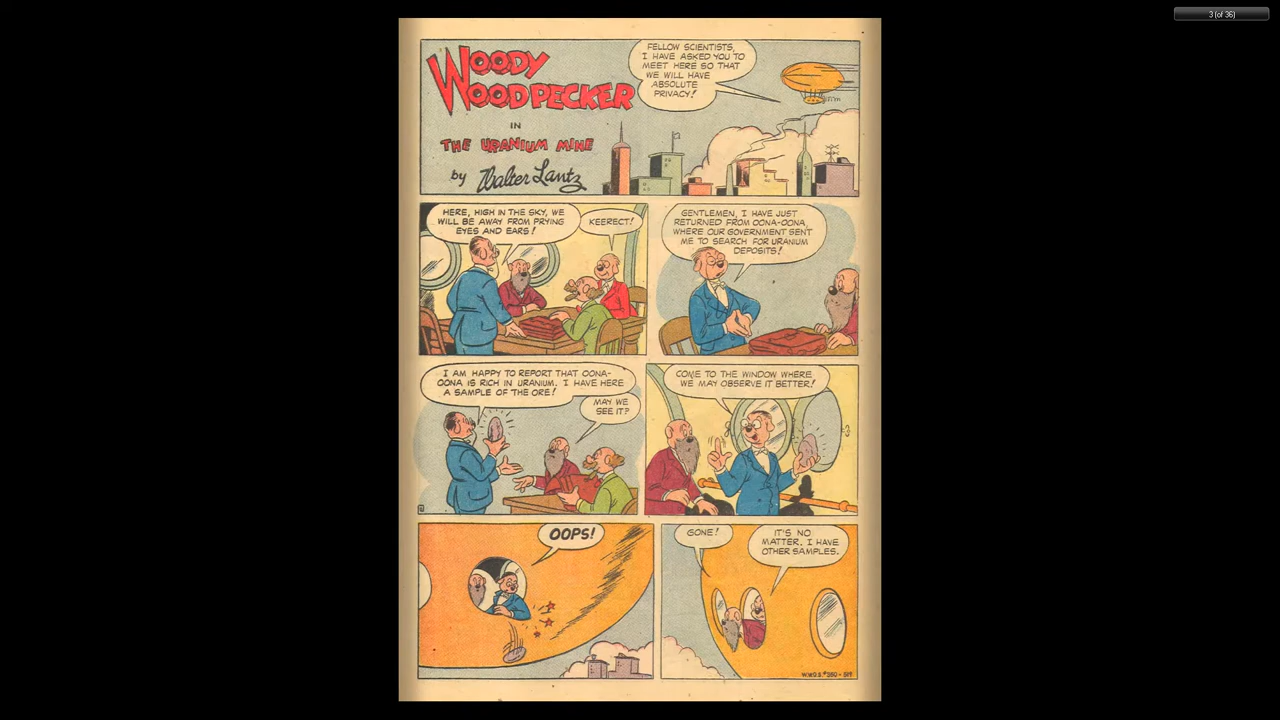 3 (of 36)
WOODY
WOODPECKER
IN
THE URANIUM MINE
by Walter Lantz
FELLOW SCIENTISTS,
I HAVE ASKED YOU TO
MEET HERE SO THAT
WE WILL HAVE
ABSOLUTE
PRIVACY!
HERE, HIGH IN THE SKY, WE
WILL BE AWAY FROM PRYING
EYES AND EARS!
KEERECT!
GENTLEMEN, I HAVE JUST
RETURNED FROM OONA-OONA,
WHERE OUR GOVERNMENT SENT
ME TO SEARCH FOR URANIUM
DEPOSITS!
I AM HAPPY TO REPORT THAT OONA-
OONA IS RICH IN URANIUM. I HAVE HERE
A SAMPLE OF THE ORE!
MAY WE
SEE IT?
COME TO THE WINDOW WHERE
WE MAY OBSERVE IT BETTER!
OOPS!
GONE!
IT'S NO
MATTER. I HAVE
OTHER SAMPLES.